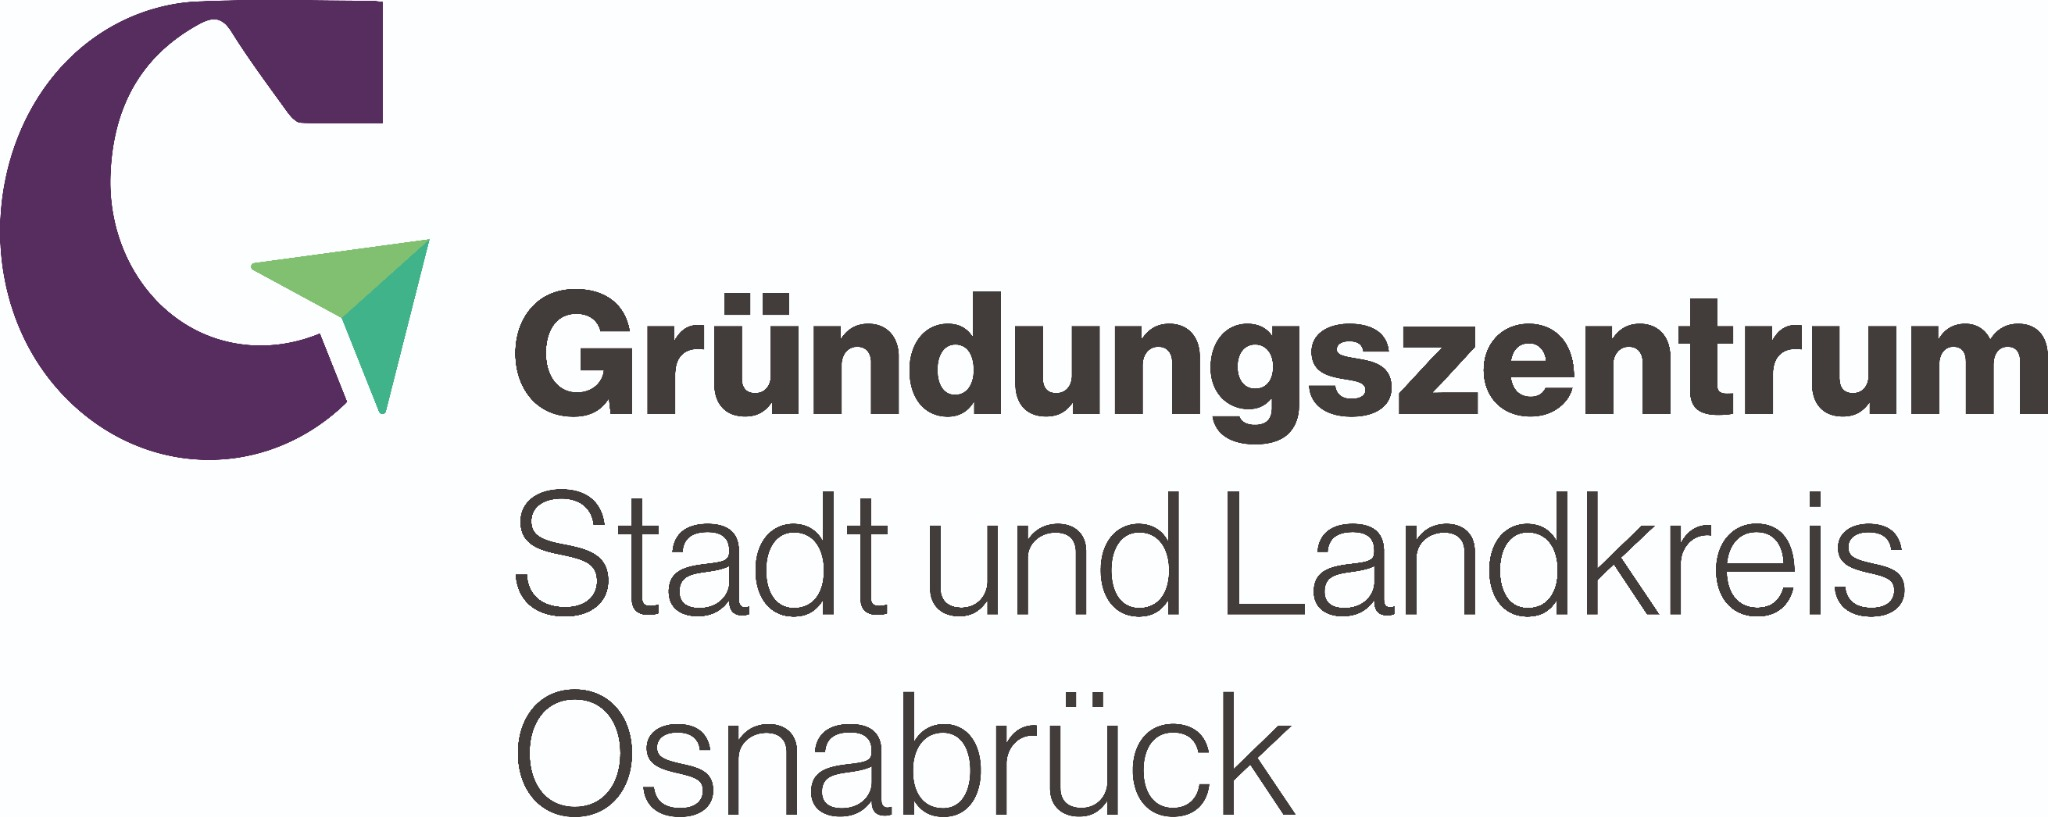 Gründungszentrum
Stadt und Landkreis
Osnabrück